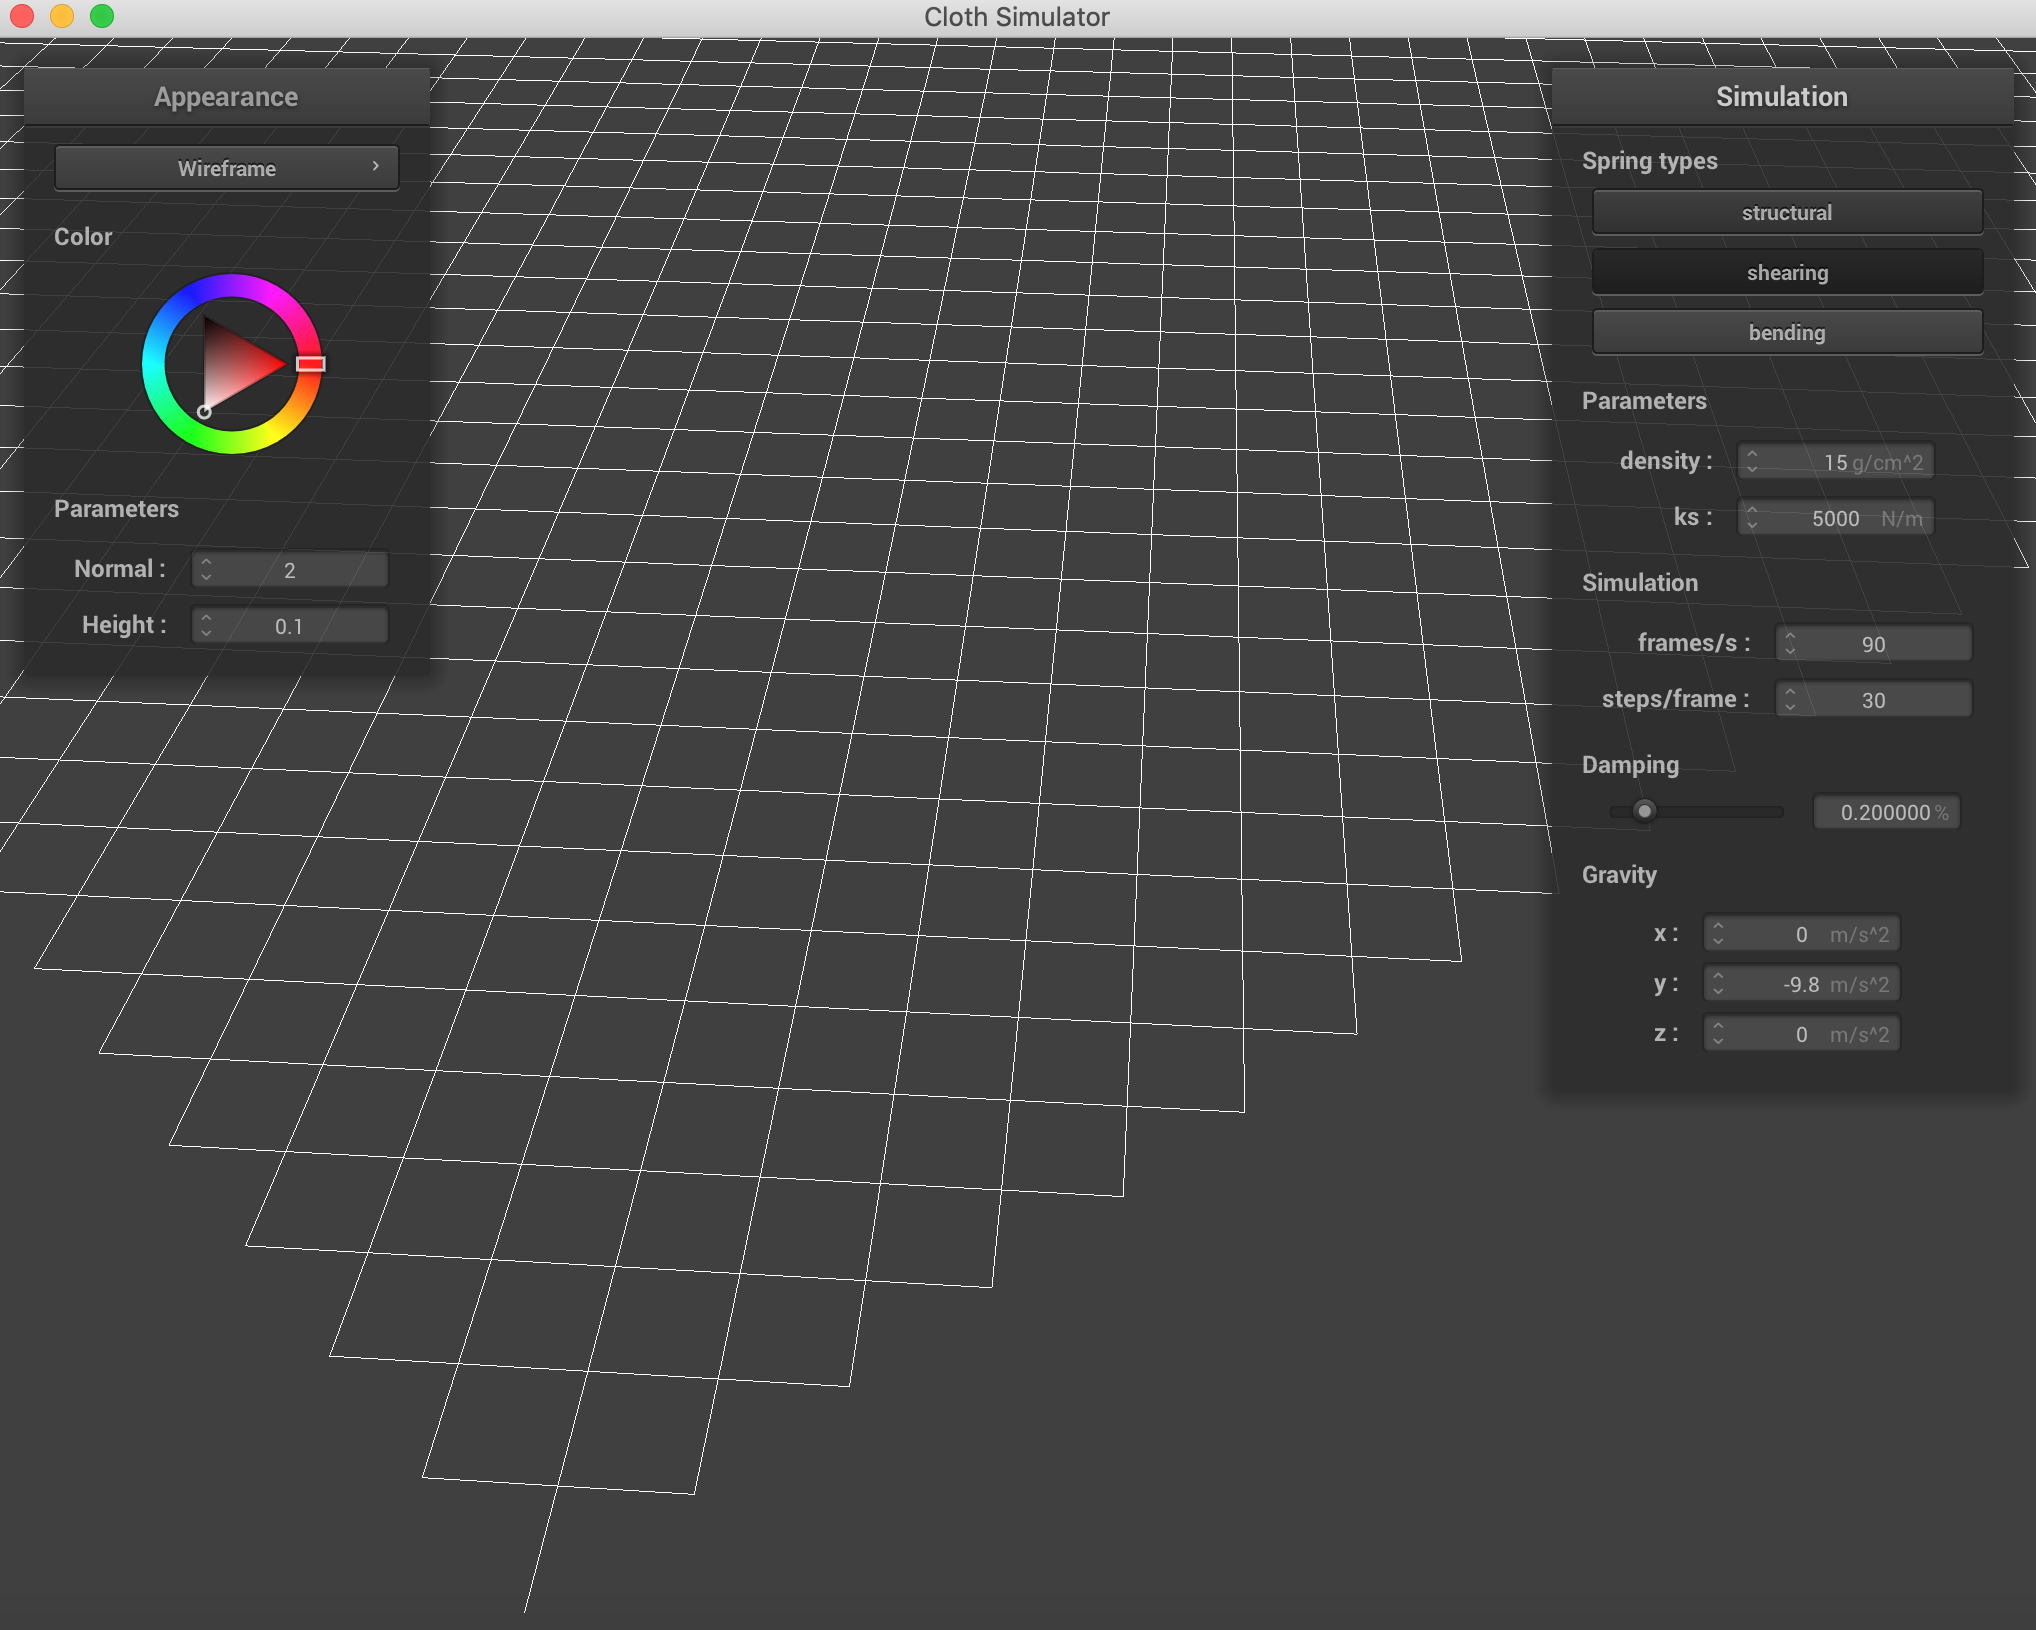 Cloth Simulator
Appearance
Wireframe
Color
Parameters
Normal : 2
Height : 0.1
Simulation
Spring types
structural
shearing
bending
Parameters
density : 15 g/cm^2
ks : 5000 N/m
Simulation
frames/s : 90
steps/frame : 30
Damping
0.200000 %
Gravity
x : 0 m/s^2
y : -9.8 m/s^2
z : 0 m/s^2